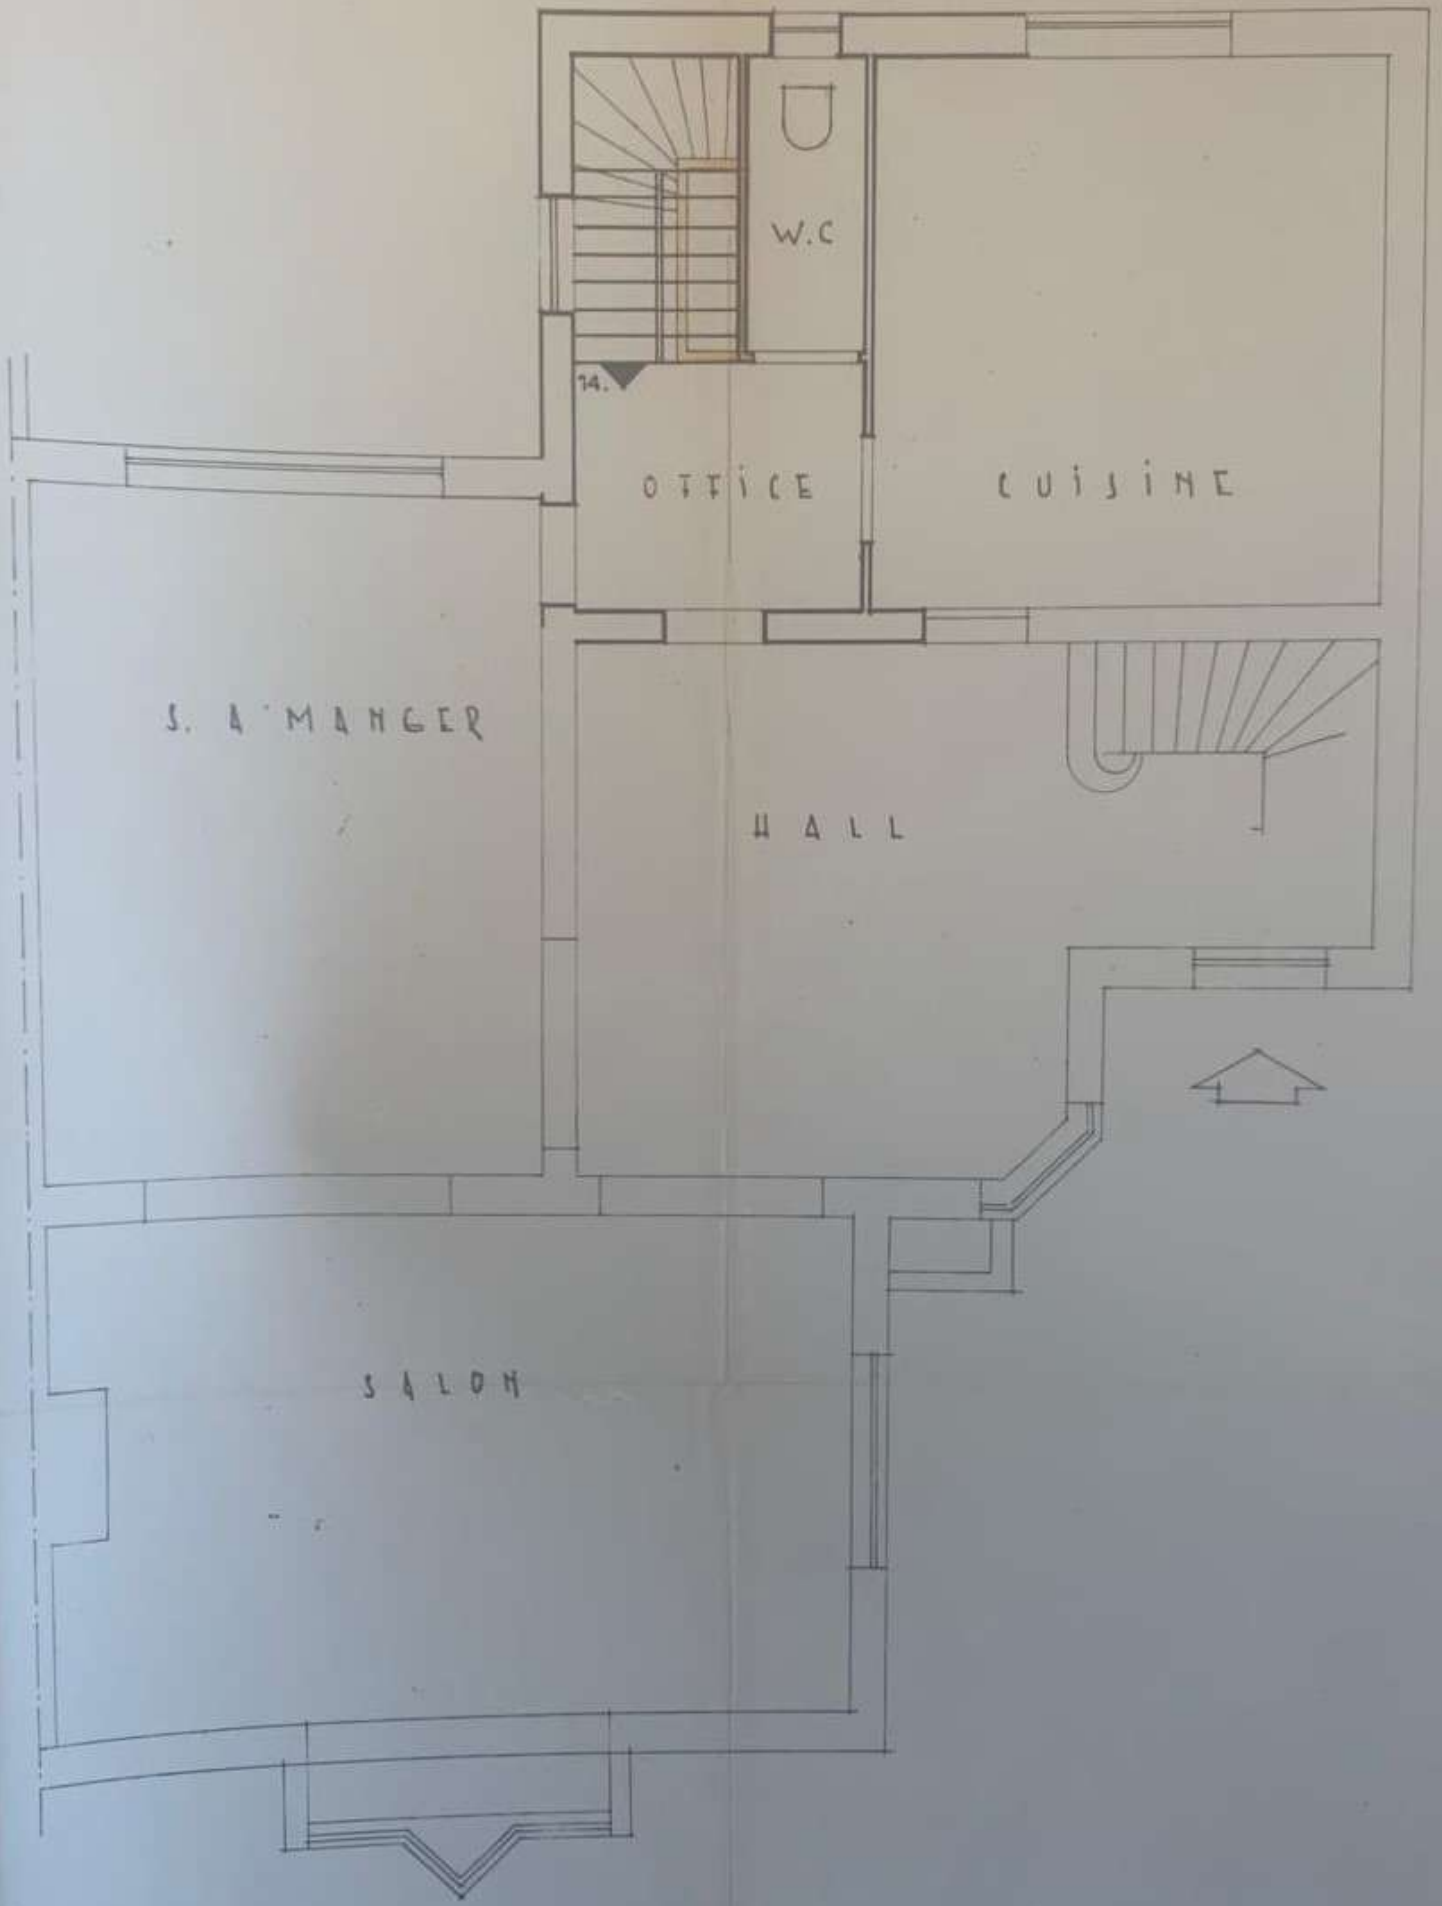 W.C
14.
OFFICE
CUISINE
S. A' MANGER
HALL
SALON